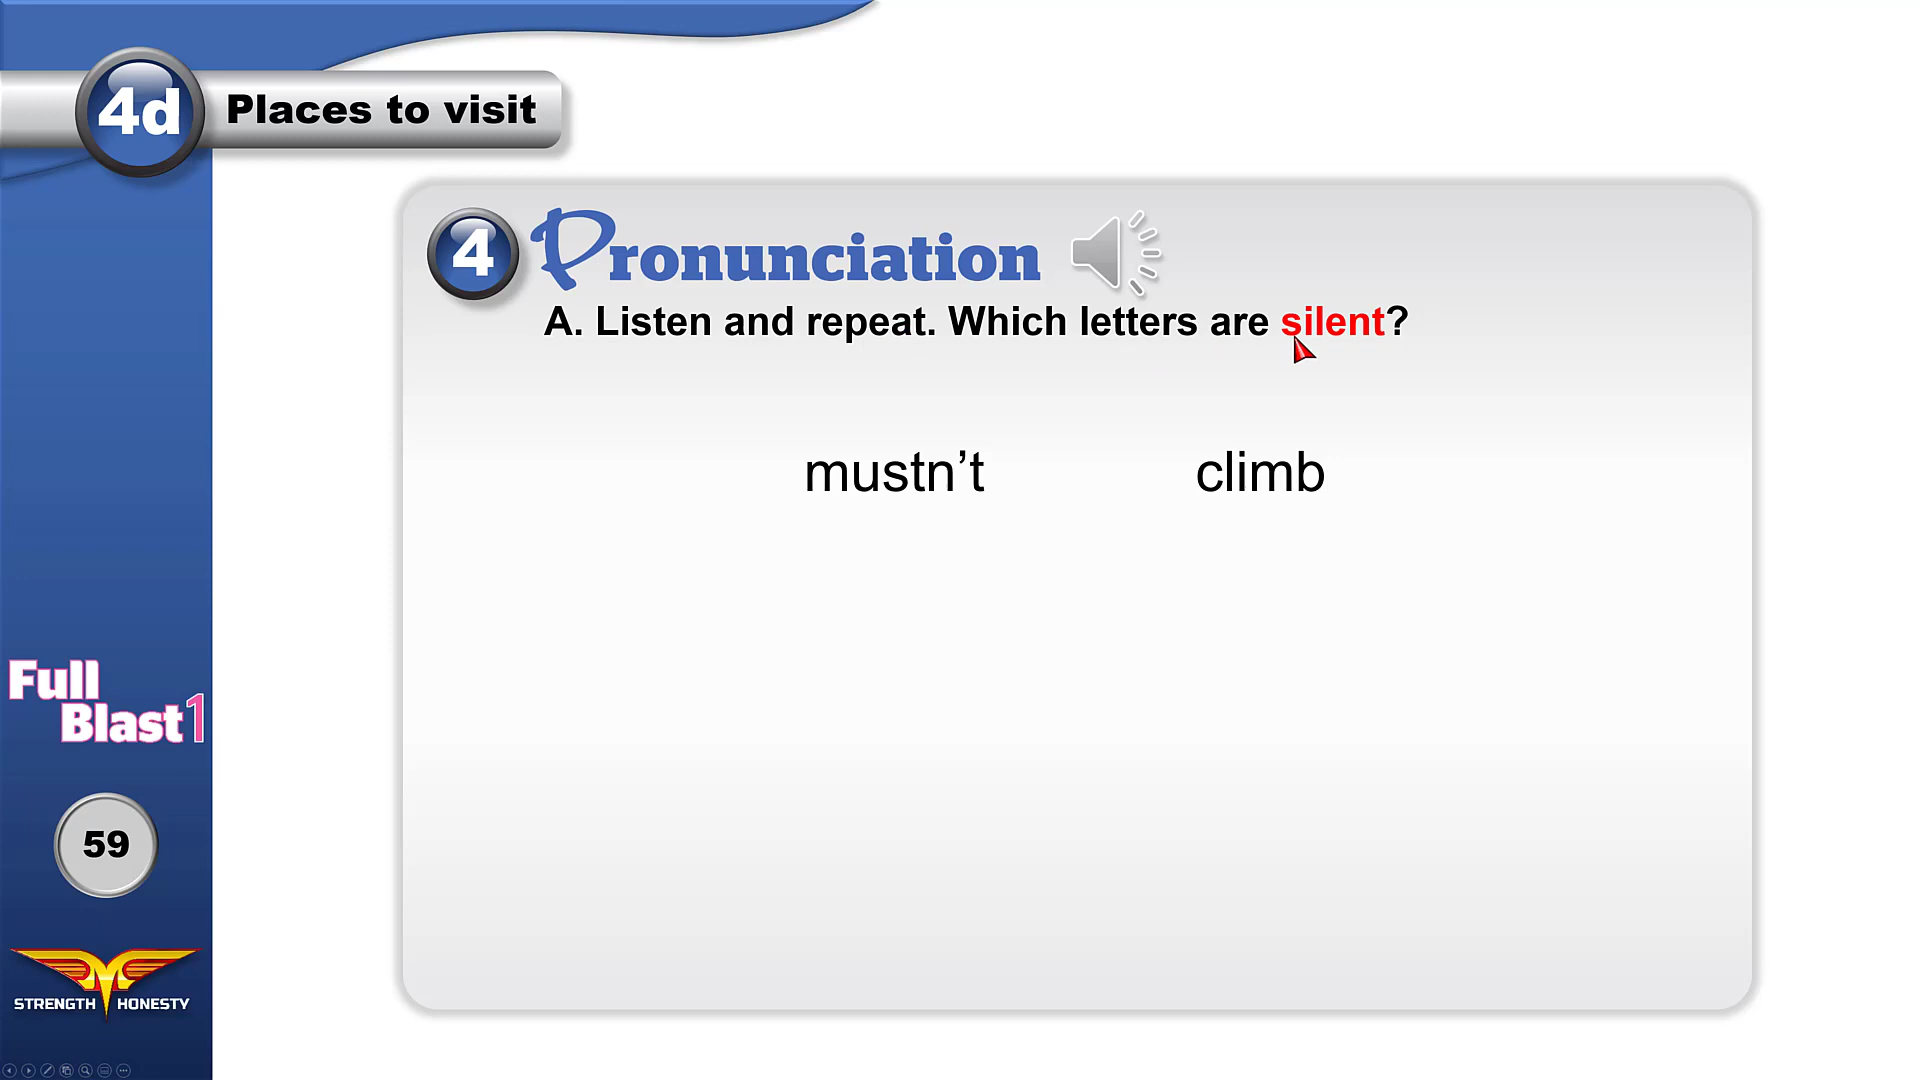 4d Places to visit
4 Pronunciation
A. Listen and repeat. Which letters are silent?
mustn’t climb
Full
Blast 1
59
STRENGTH HONESTY